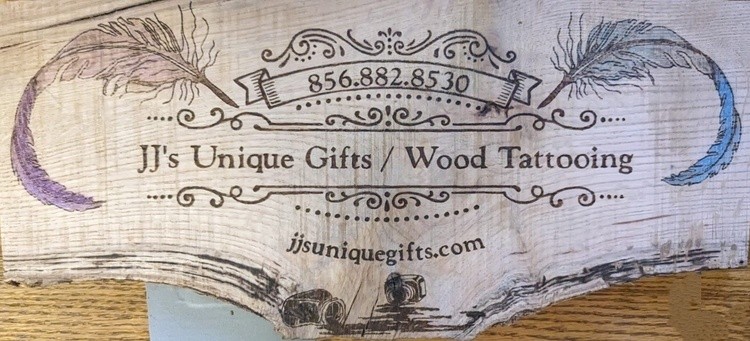 856.882.8530
JJ's Unique Gifts / Wood Tattooing
jjsuniquegifts.com